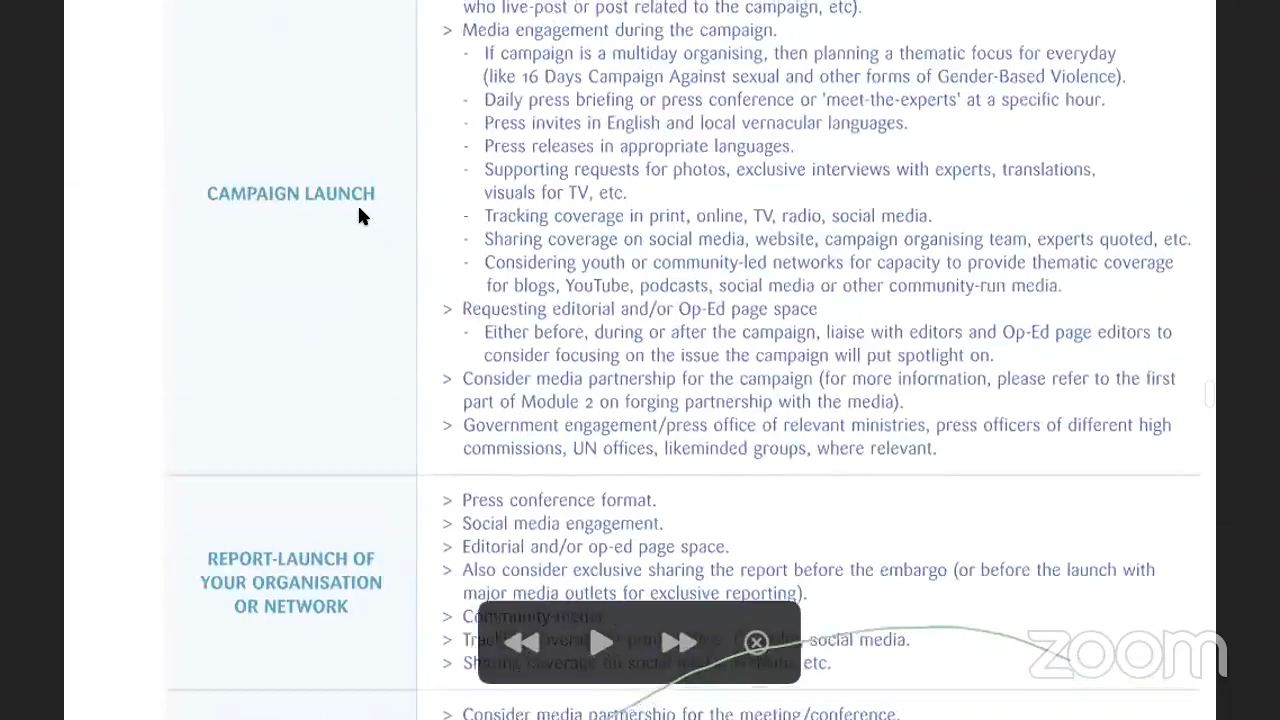 who live-post or post related to the campaign, etc).
> Media engagement during the campaign.
- If campaign is a multiday organising, then planning a thematic focus for everyday
(like 16 Days Campaign Against sexual and other forms of Gender-Based Violence).
- Daily press briefing or press conference or 'meet-the-experts' at a specific hour.
- Press invites in English and local vernacular languages.
- Press releases in appropriate languages.
- Supporting requests for photos, exclusive interviews with experts, translations,
visuals for TV, etc.
CAMPAIGN LAUNCH
- Tracking coverage in print, online, TV, radio, social media.
- Sharing coverage on social media, website, campaign organising team, experts quoted, etc.
- Considering youth or community-led networks for capacity to provide thematic coverage
for blogs, YouTube, podcasts, social media or other community-run media.
> Requesting editorial and/or Op-Ed page space
- Either before, during or after the campaign, liaise with editors and Op-Ed page editors to
consider focusing on the issue the campaign will put spotlight on.
> Consider media partnership for the campaign (for more information, please refer to the first
part of Module 2 on forging partnership with the media).
> Government engagement/press office of relevant ministries, press officers of different high
commissions, UN offices, likeminded groups, where relevant.
REPORT-LAUNCH OF
YOUR ORGANISATION
OR NETWORK
> Press conference format.
> Social media engagement.
> Editorial and/or op-ed page space.
> Also consider exclusive sharing the report before the embargo (or before the launch with
major media outlets for exclusive reporting).
> Community-media
> social media.
> Sharing coverage on social etc.
zoom
> Consider media partnership for the meeting/conference.